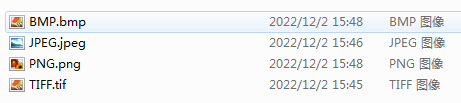 BMP.bmp 2022/12/2 15:48 BMP 图像
JPEG.jpeg 2022/12/2 15:46 JPEG 图像
PNG.png 2022/12/2 15:48 PNG 图像
TIFF.tif 2022/12/2 15:45 TIFF 图像